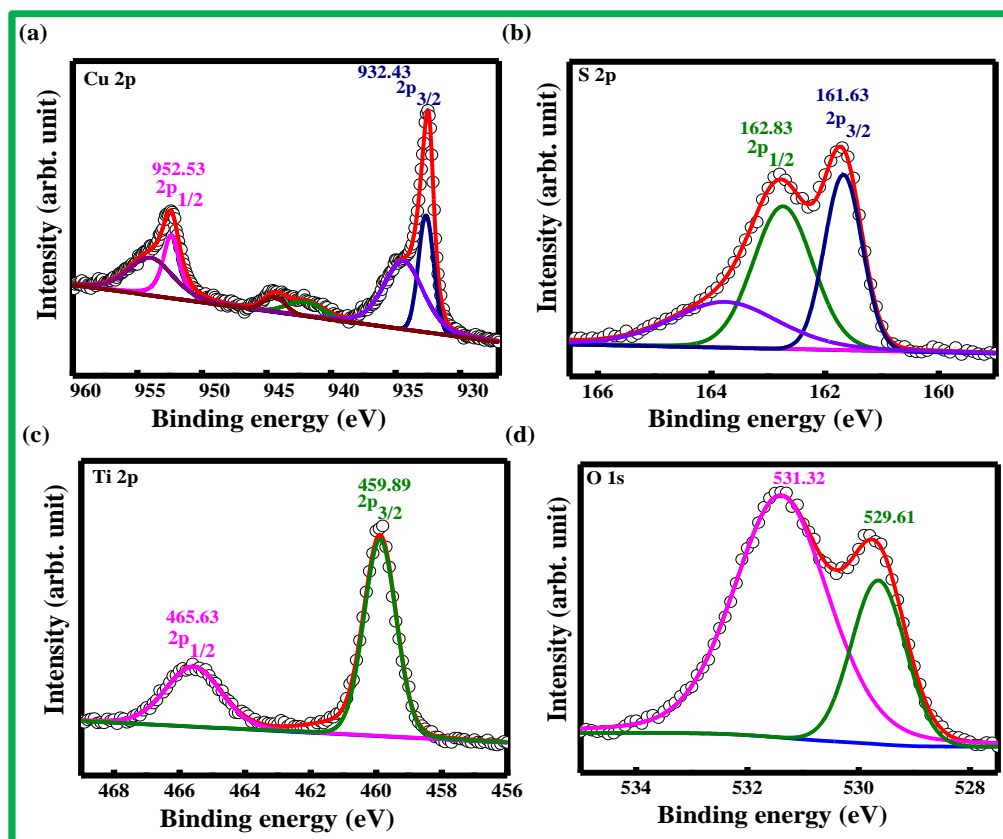 (a)
Cu 2p
932.43
2p3/2
952.53
2p1/2
Intensity (arbt. unit)
960 955 950 945 940 935 930
Binding energy (eV)
(b)
S 2p
161.63
2p3/2
162.83
2p1/2
Intensity (arbt. unit)
166 164 162 160
Binding energy (eV)
(c)
Ti 2p
459.89
2p3/2
465.63
2p1/2
Intensity (arbt. unit)
468 466 464 462 460 458 456
Binding energy (eV)
(d)
O 1s
531.32
529.61
Intensity (arbt. unit)
534 532 530 528
Binding energy (eV)